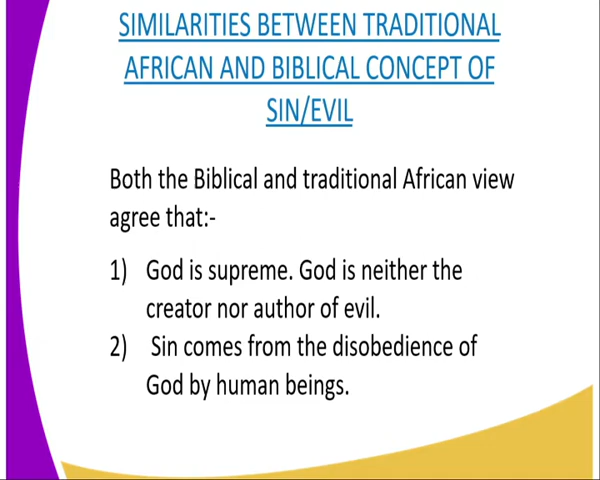 SIMILARITIES BETWEEN TRADITIONAL
AFRICAN AND BIBLICAL CONCEPT OF
SIN/EVIL
Both the Biblical and traditional African view
agree that:-
1) God is supreme. God is neither the
creator nor author of evil.
2) Sin comes from the disobedience of
God by human beings.